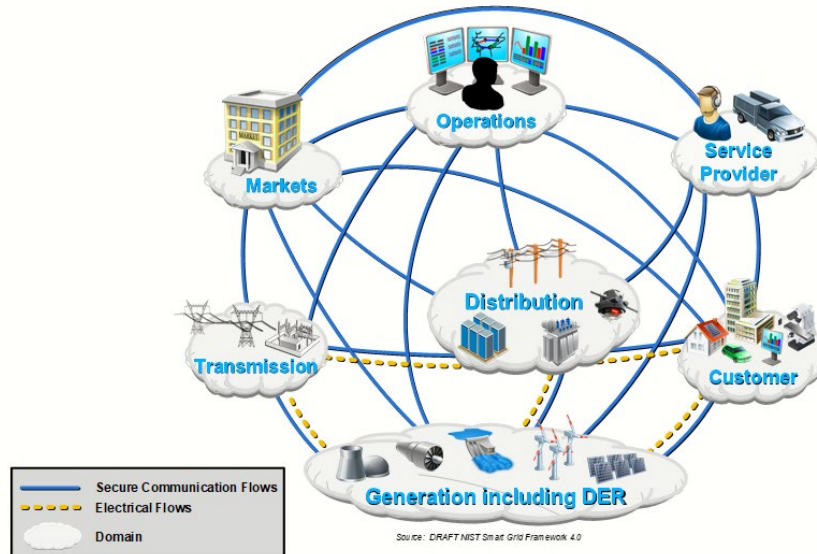 Operations
MARKET
Markets
Service
Provider
Distribution
Transmission
Customer
Generation including DER
Secure Communication Flows
Electrical Flows
Domain
Source: DRAFT NIST Smart Grid Framework 4.0